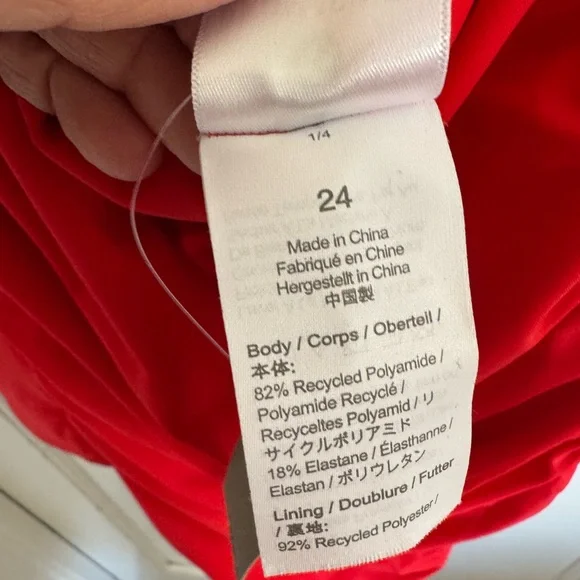 1/4
24
Made in China
Fabriqué en Chine
Hergestellt in China
中国製
Body / Corps / Oberteil /
本体:
82% Recycled Polyamide /
Polyamide Recyclé /
Recyceltes Polyamid / リ
サイクルポリアミド
18% Elastane / Élasthanne /
Elastan / ポリウレタン
Lining / Doublure / Futter
/ 裏地:
92% Recycled Polyester /